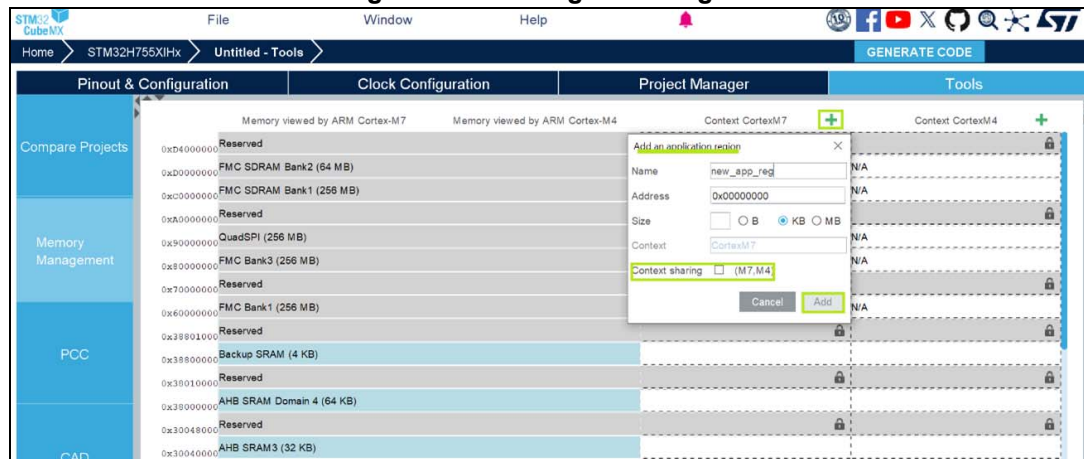 STM32 CubeMX File Window Help
Home STM32H755XIHx Untitled - Tools GENERATE CODE
Pinout & Configuration Clock Configuration Project Manager Tools
Compare Projects
Memory Management
PCC
CAD
Memory viewed by ARM Cortex-M7 Memory viewed by ARM Cortex-M4 Context CortexM7 + Context CortexM4 +
0xD4000000 Reserved
0xD0000000 FMC SDRAM Bank2 (64 MB) N/A
0xC0000000 FMC SDRAM Bank1 (256 MB) N/A
0xA0000000 Reserved
0x90000000 QuadSPI (256 MB) N/A
0x80000000 FMC Bank3 (256 MB) N/A
0x70000000 Reserved
0x60000000 FMC Bank1 (256 MB) N/A
0x38801000 Reserved
0x38800000 Backup SRAM (4 KB)
0x38010000 Reserved
0x38000000 AHB SRAM Domain 4 (64 KB)
0x30048000 Reserved
0x30040000 AHB SRAM3 (32 KB)
Add an application region
Name new_app_reg
Address 0x00000000
Size B KB MB
Context CortexM7
Context sharing (M7,M4)
Cancel Add